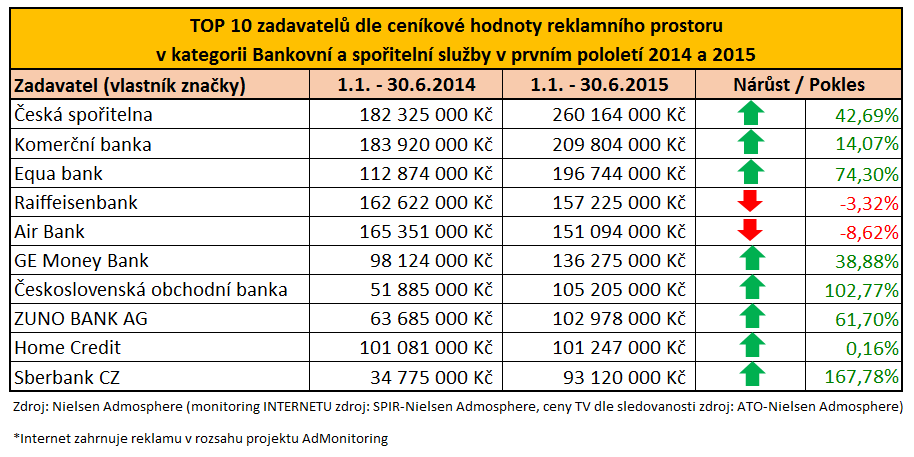 TOP 10 zadavatelů dle ceníkové hodnoty reklamního prostoru
v kategorii Bankovní a spořitelní služby v prvním pololetí 2014 a 2015
Zadavatel (vlastník značky) 1.1. - 30.6.2014 1.1. - 30.6.2015 Nárůst / Pokles
Česká spořitelna 182 325 000 Kč 260 164 000 Kč 42,69%
Komerční banka 183 920 000 Kč 209 804 000 Kč 14,07%
Equa bank 112 874 000 Kč 196 744 000 Kč 74,30%
Raiffeisenbank 162 622 000 Kč 157 225 000 Kč -3,32%
Air Bank 165 351 000 Kč 151 094 000 Kč -8,62%
GE Money Bank 98 124 000 Kč 136 275 000 Kč 38,88%
Československá obchodní banka 51 885 000 Kč 105 205 000 Kč 102,77%
ZUNO BANK AG 63 685 000 Kč 102 978 000 Kč 61,70%
Home Credit 101 081 000 Kč 101 247 000 Kč 0,16%
Sberbank CZ 34 775 000 Kč 93 120 000 Kč 167,78%
Zdroj: Nielsen Admosphere (monitoring INTERNETU zdroj: SPIR-Nielsen Admosphere, ceny TV dle sledovanosti zdroj: ATO-Nielsen Admosphere)
*Internet zahrnuje reklamu v rozsahu projektu AdMonitoring